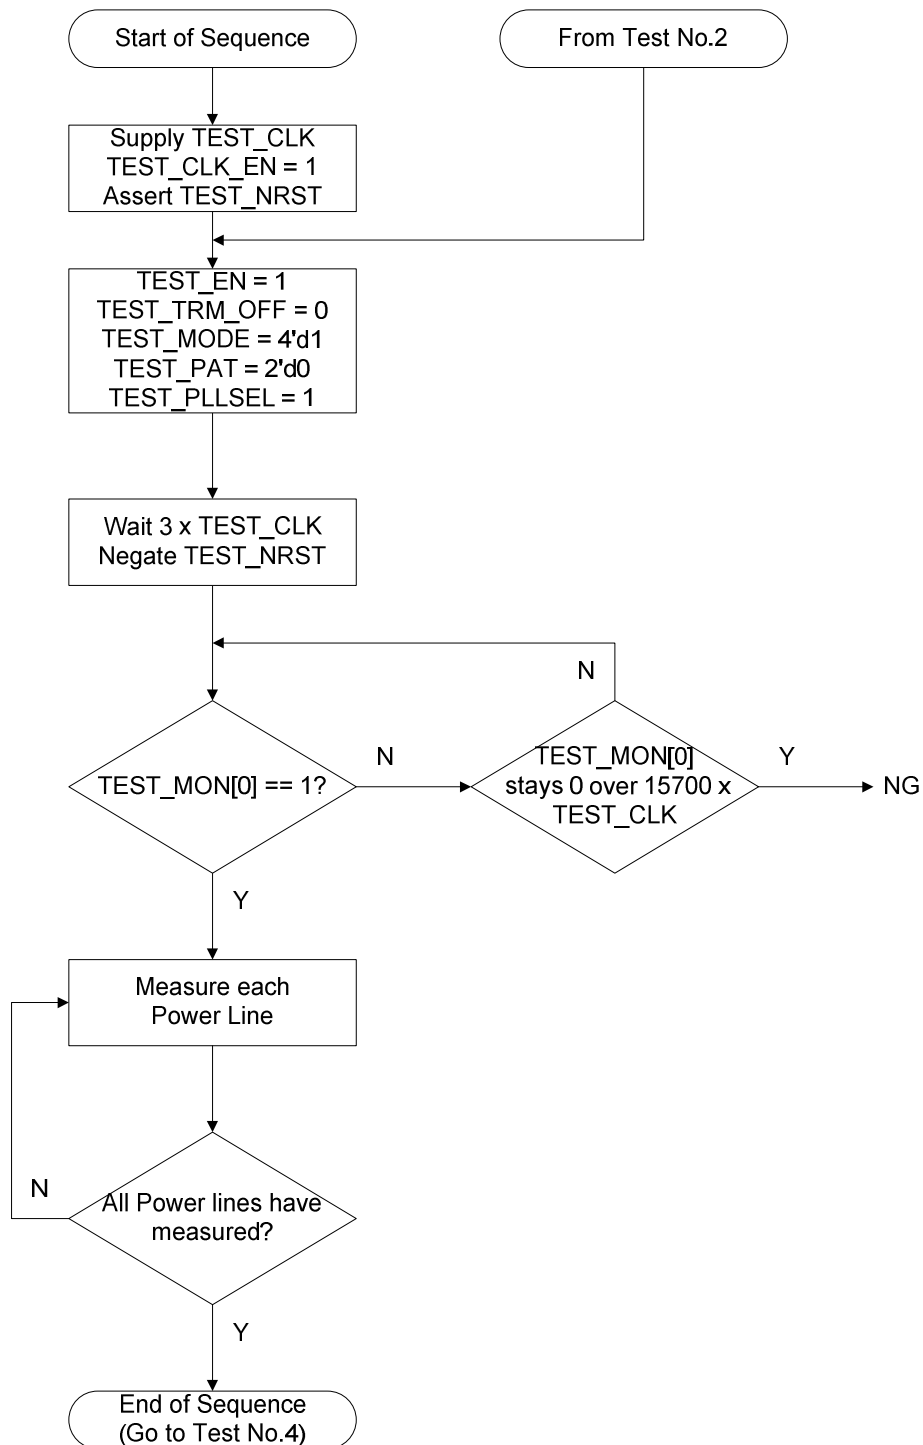 Start of Sequence
From Test No.2
Supply TEST_CLK
TEST_CLK_EN = 1
Assert TEST_NRST
TEST_EN = 1
TEST_TRM_OFF = 0
TEST_MODE = 4'd1
TEST_PAT = 2'd0
TEST_PLLSEL = 1
Wait 3 x TEST_CLK
Negate TEST_NRST
N
TEST_MON[0] == 1?
N
TEST_MON[0]
stays 0 over 15700 x
TEST_CLK
Y
NG
Y
Measure each
Power Line
N
All Power lines have
measured?
Y
End of Sequence
(Go to Test No.4)